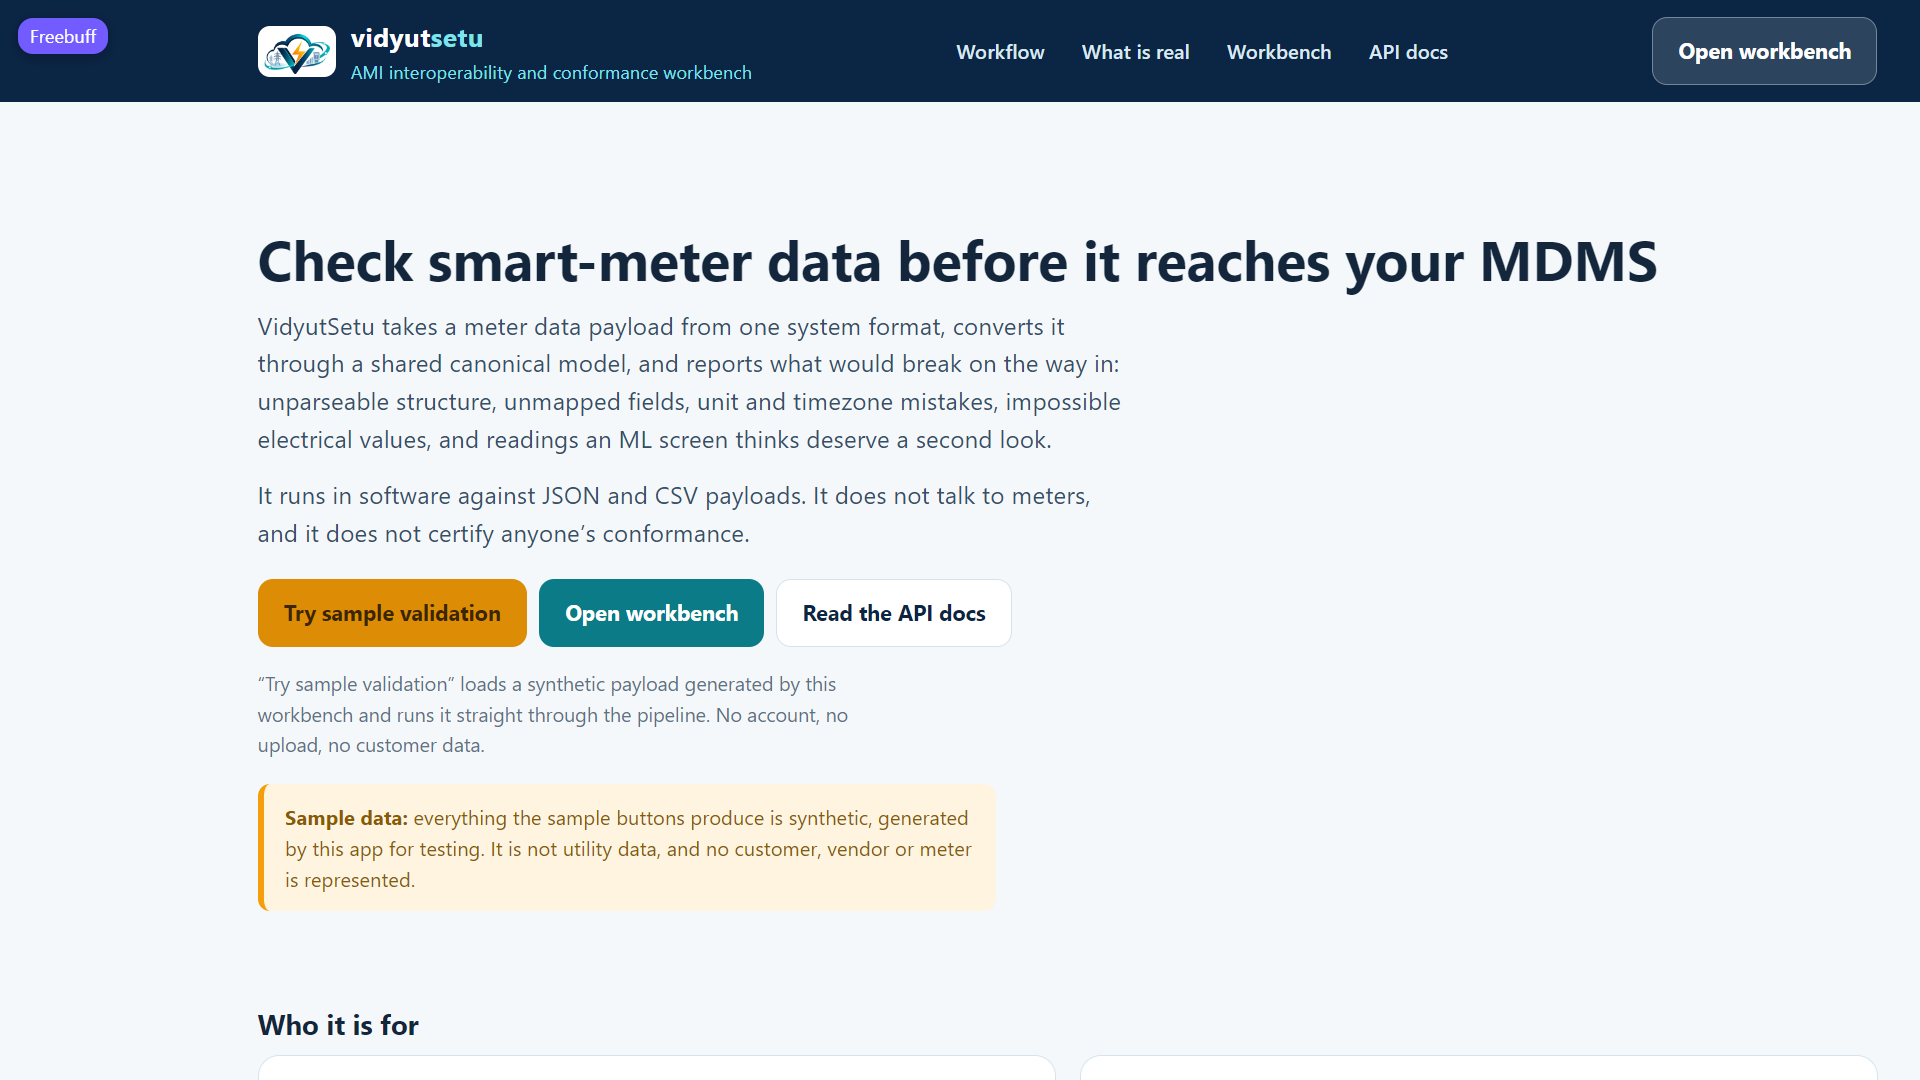 Freebuff
vidyutsetu
AMI interoperability and conformance workbench
Workflow
What is real
Workbench
API docs
Open workbench
Check smart-meter data before it reaches your MDMS
VidyutSetu takes a meter data payload from one system format, converts it
through a shared canonical model, and reports what would break on the way in:
unparseable structure, unmapped fields, unit and timezone mistakes, impossible
electrical values, and readings an ML screen thinks deserve a second look.
It runs in software against JSON and CSV payloads. It does not talk to meters,
and it does not certify anyone’s conformance.
Try sample validation
Open workbench
Read the API docs
“Try sample validation” loads a synthetic payload generated by this
workbench and runs it straight through the pipeline. No account, no
upload, no customer data.
Sample data: everything the sample buttons produce is synthetic, generated
by this app for testing. It is not utility data, and no customer, vendor or meter
is represented.
Who it is for